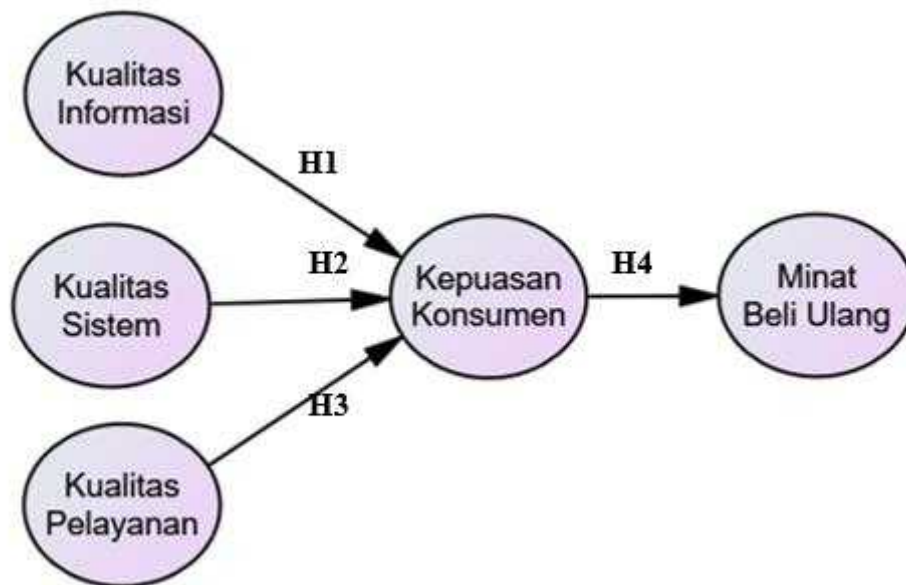 Kualitas
Informasi
H1
Kualitas
Sistem
H2
Kepuasan
Konsumen
H4
Minat
Beli Ulang
H3
Kualitas
Pelayanan